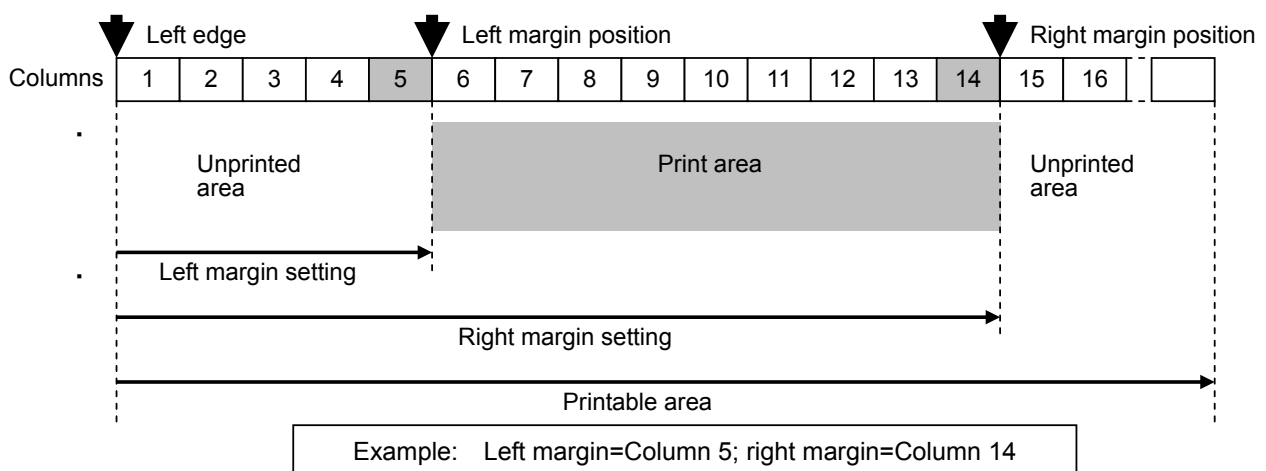 Left edge Left margin position Right margin position
Columns 1 2 3 4 5 6 7 8 9 10 11 12 13 14 15 16
Unprinted area
Print area
Unprinted area
Left margin setting
Right margin setting
Printable area
Example: Left margin=Column 5; right margin=Column 14